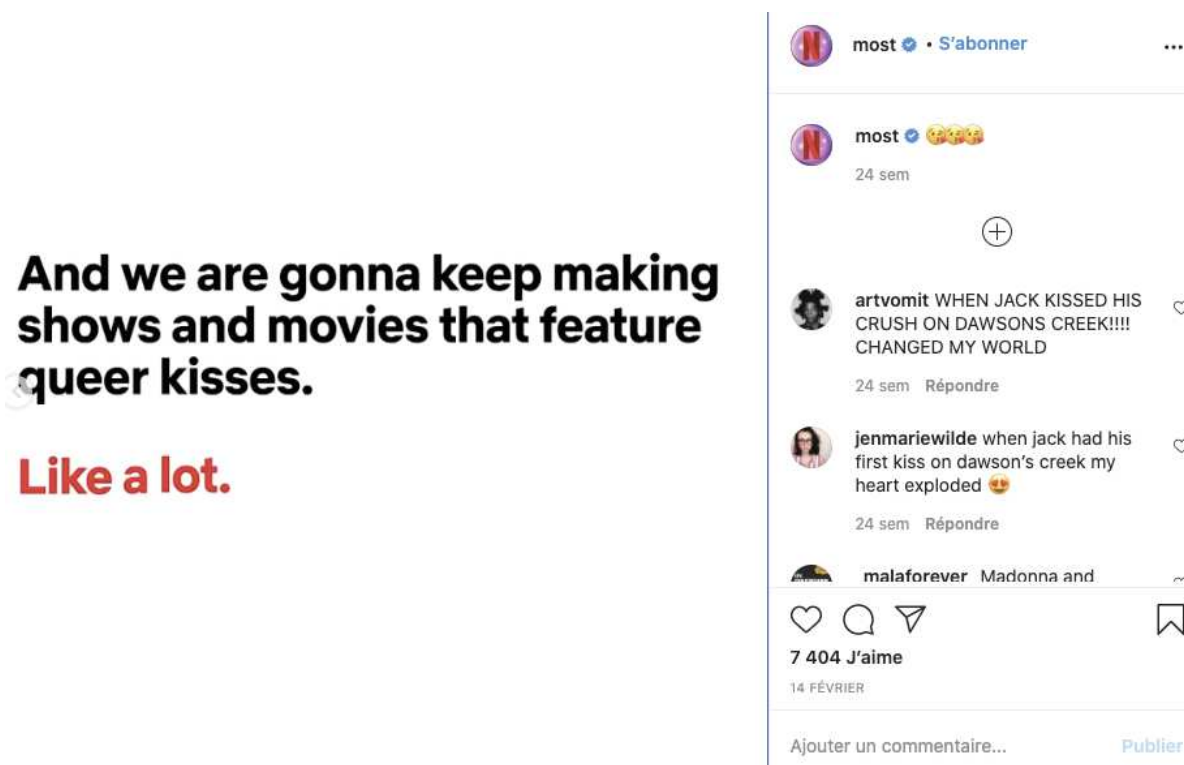 And we are gonna keep making
shows and movies that feature
queer kisses.
Like a lot.
most • S'abonner
most 😘😘😘
24 sem
artvomit WHEN JACK KISSED HIS
CRUSH ON DAWSONS CREEK!!!!
CHANGED MY WORLD
24 sem Répondre
jenmariewilde when jack had his
first kiss on dawson's creek my
heart exploded 😍
24 sem Répondre
_malaforever_ Madonna and
7 404 J'aime
14 FÉVRIER
Ajouter un commentaire...
Publier